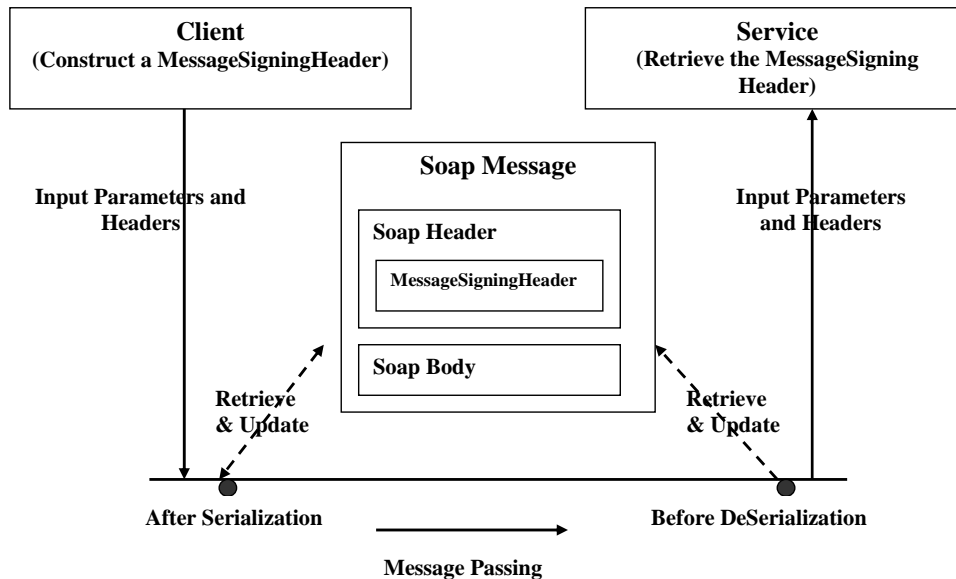 Client
(Construct a MessageSigningHeader)
Service
(Retrieve the MessageSigning
Header)
Soap Message
Input Parameters and
Headers
Input Parameters
and Headers
Soap Header
MessageSigningHeader
Soap Body
Retrieve
& Update
Retrieve
& Update
After Serialization
Before DeSerialization
Message Passing